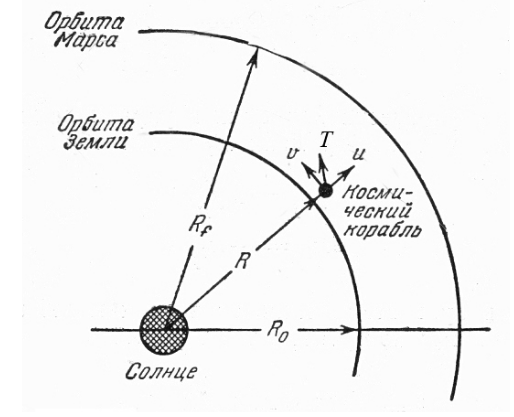 Орбита
Марса
Орбита
Земли
T
v
u
Косми-
ческий
корабль
R_f
R
R_0
Солнце